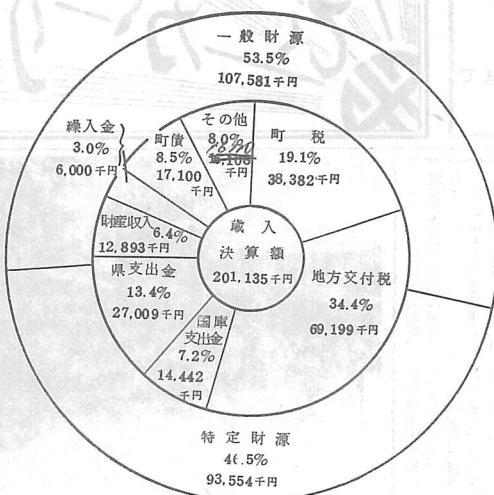 一般財源
53.5%
107,581千円
その他
8.0%
千円
町税
19.1%
38,382千円
地方交付税
34.4%
69,199千円
国庫
支出金
7.2%
14,442
千円
県支出金
13.4%
27,009千円
財産収入
6.4%
12,893千円
繰入金
3.0%
6,000千円
町債
8.5%
17,100
千円
歳入
決算額
201,135千円
特定財源
46.5%
93,554千円